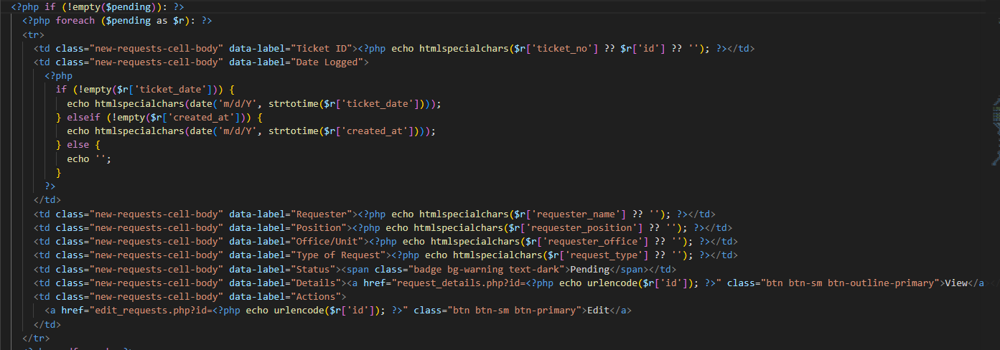 <?php if (!empty($pending)): ?>
<?php foreach ($pending as $r): ?>
<tr>
<td class="new-requests-cell-body" data-label="Ticket ID"><?php echo htmlspecialchars($r['ticket_no'] ?? $r['id'] ?? ''); ?></td>
<td class="new-requests-cell-body" data-label="Date Logged">
<?php
if (!empty($r['ticket_date'])) {
echo htmlspecialchars(date('m/d/Y', strtotime($r['ticket_date'])));
} elseif (!empty($r['created_at'])) {
echo htmlspecialchars(date('m/d/Y', strtotime($r['created_at'])));
} else {
echo '';
}
?>
</td>
<td class="new-requests-cell-body" data-label="Requester"><?php echo htmlspecialchars($r['requester_name'] ?? ''); ?></td>
<td class="new-requests-cell-body" data-label="Position"><?php echo htmlspecialchars($r['requester_position'] ?? ''); ?></td>
<td class="new-requests-cell-body" data-label="Office/Unit"><?php echo htmlspecialchars($r['requester_office'] ?? ''); ?></td>
<td class="new-requests-cell-body" data-label="Type of Request"><?php echo htmlspecialchars($r['request_type'] ?? ''); ?></td>
<td class="new-requests-cell-body" data-label="Status"><span class="badge bg-warning text-dark">Pending</span></td>
<td class="new-requests-cell-body" data-label="Details"><a href="request_details.php?id=<?php echo urlencode($r['id']); ?>" class="btn btn-sm btn-outline-primary">View</a>
<td class="new-requests-cell-body" data-label="Actions">
<a href="edit_requests.php?id=<?php echo urlencode($r['id']); ?>" class="btn btn-sm btn-primary">Edit</a>
</td>
</tr>